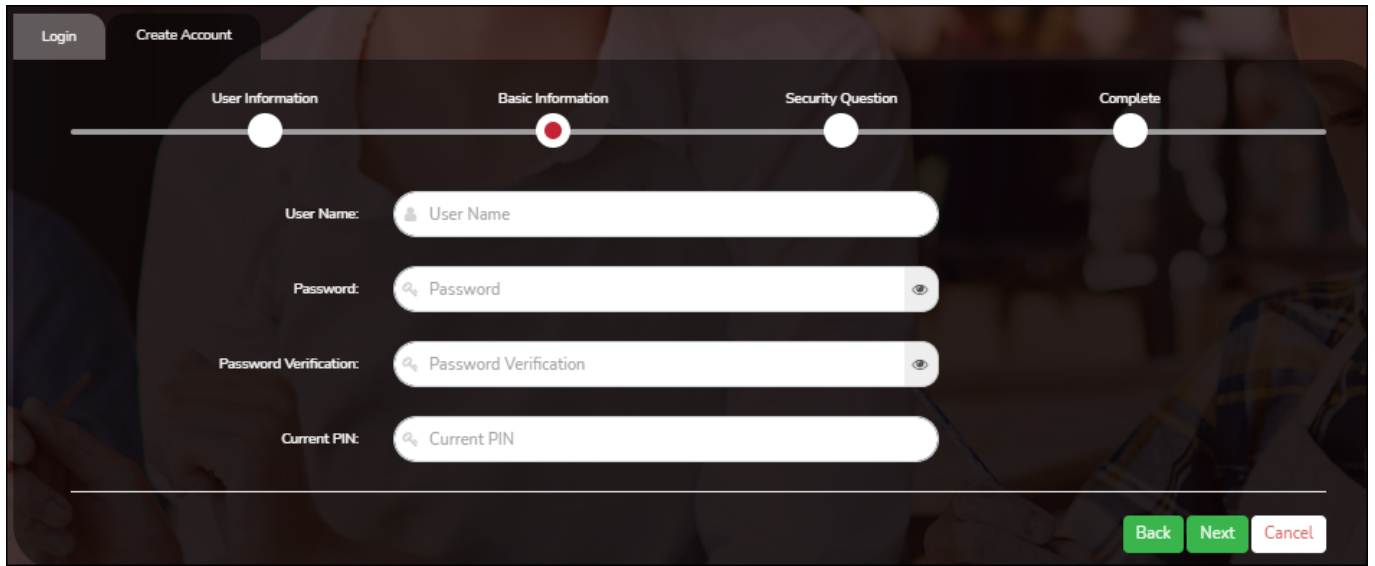 Login
Create Account
User Information
Basic Information
Security Question
Complete
User Name:
User Name
Password:
Password
Password Verification:
Password Verification
Current PIN:
Current PIN
Back
Next
Cancel